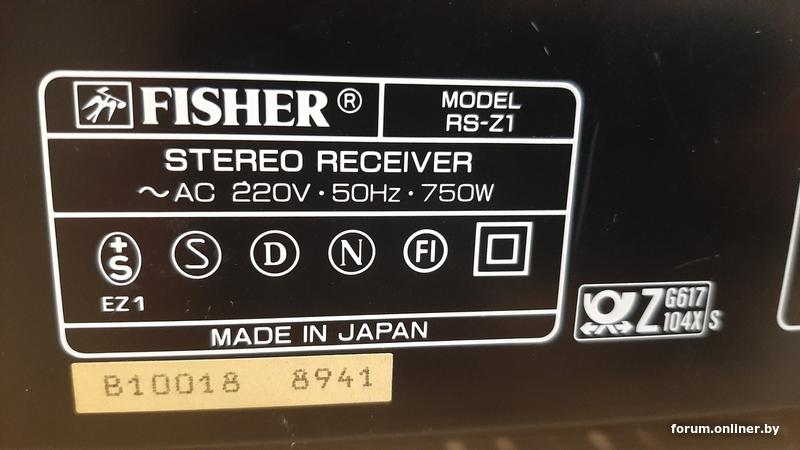 FISHER®
MODEL
RS-Z1
STEREO RECEIVER
~AC 220V·50Hz·750W
+S S D N FI
EZ1
MADE IN JAPAN
Z G617
104X S
B10018 8941
forum.onliner.by